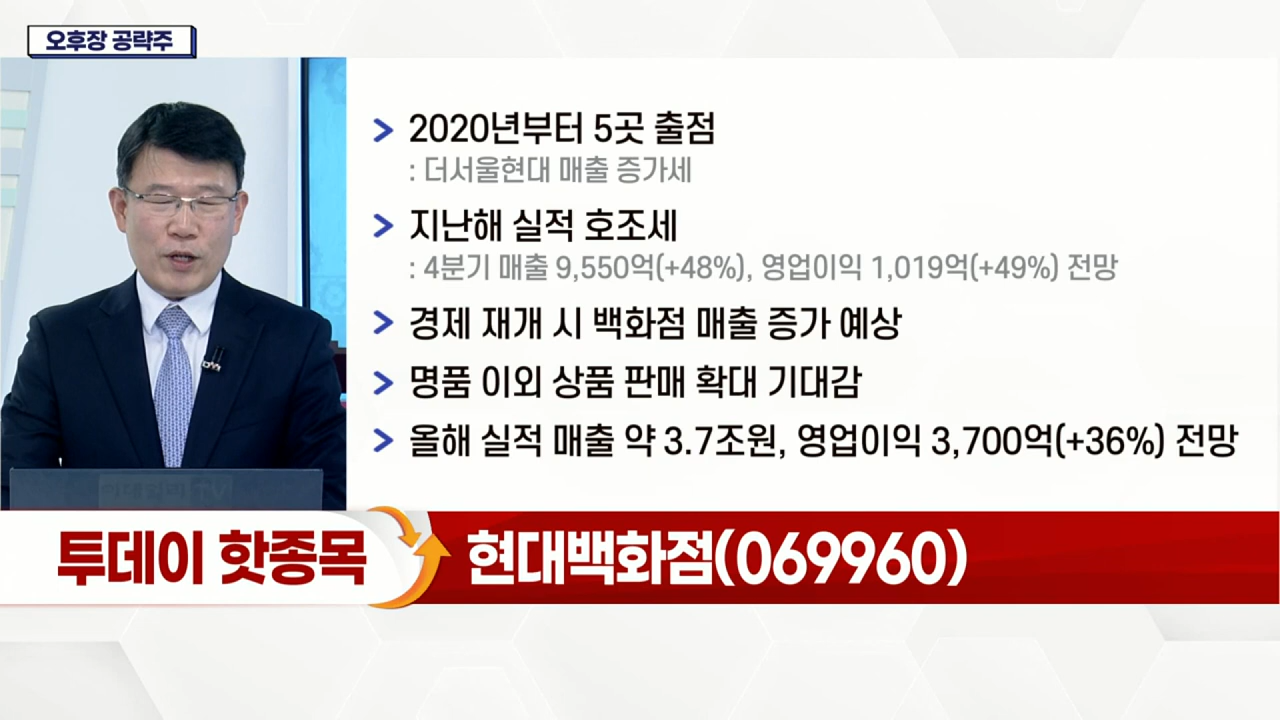 오후장 공략주
> 2020년부터 5곳 출점
: 더서울현대 매출 증가세
> 지난해 실적 호조세
: 4분기 매출 9,550억(+48%), 영업이익 1,019억(+49%) 전망
> 경제 재개 시 백화점 매출 증가 예상
> 명품 이외 상품 판매 확대 기대감
> 올해 실적 매출 약 3.7조원, 영업이익 3,700억(+36%) 전망
투데이 핫종목
현대백화점(069960)